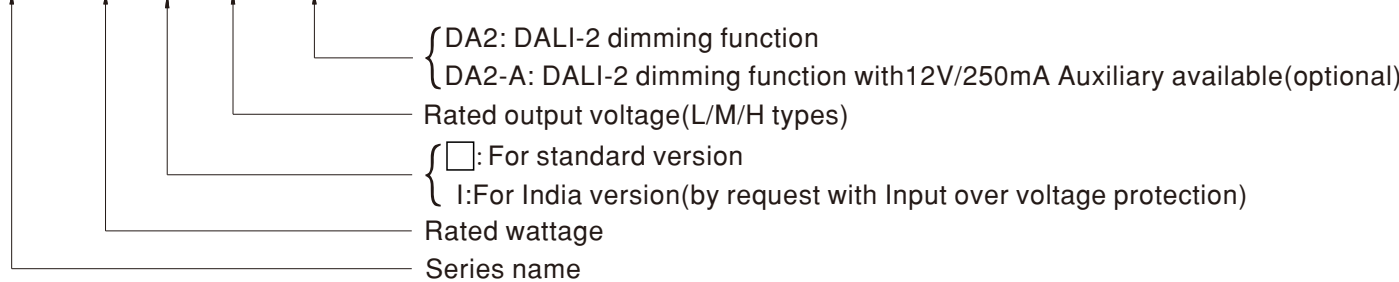 DA2: DALI-2 dimming function
DA2-A: DALI-2 dimming function with12V/250mA Auxiliary available(optional)
Rated output voltage(L/M/H types)
□: For standard version
I:For India version(by request with Input over voltage protection)
Rated wattage
Series name